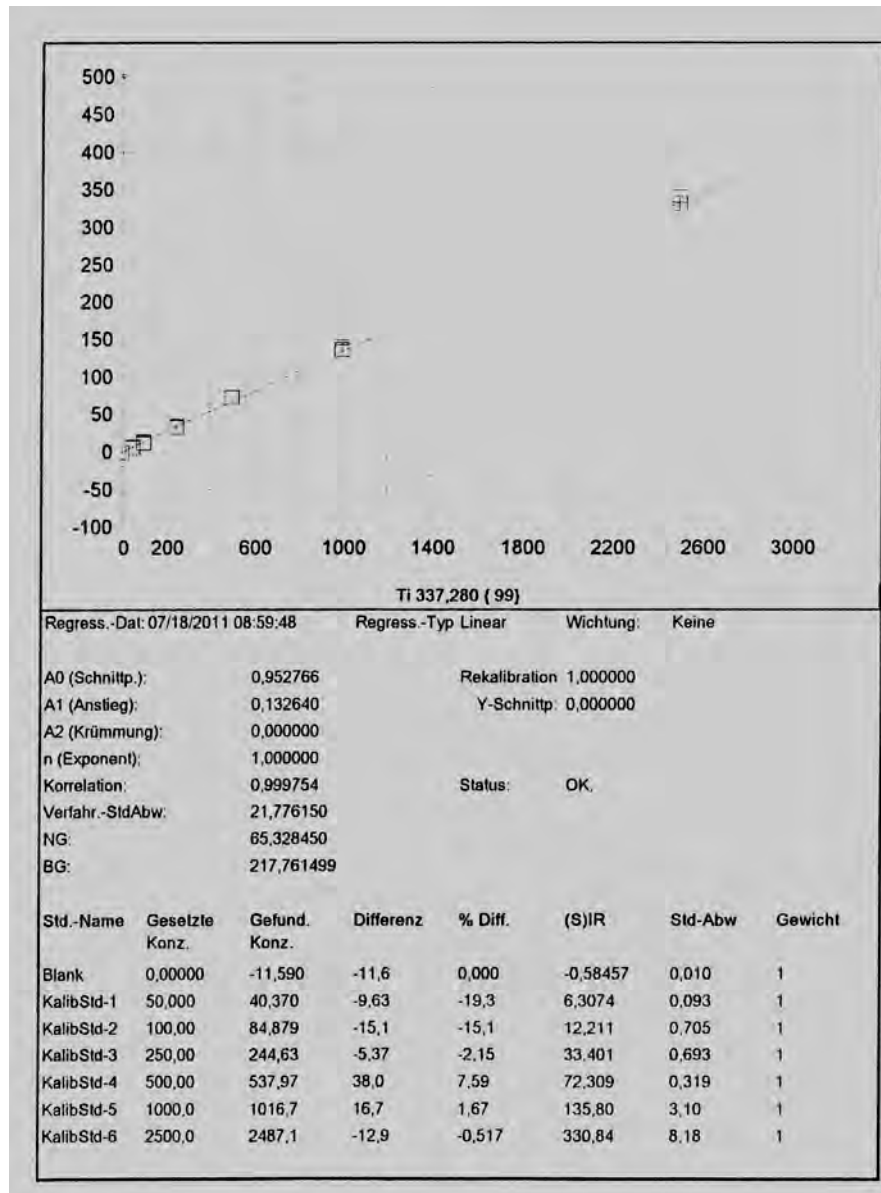 500
450
400
350
300
250
200
150
100
50
0
-50
-100
0 200 600 1000 1400 1800 2200 2600 3000
Ti 337,280 { 99}
Regress.-Dat: 07/18/2011 08:59:48 Regress.-Typ Linear Wichtung: Keine
A0 (Schnittp.): 0,952766 Rekalibration 1,000000
A1 (Anstieg): 0,132640 Y-Schnittp: 0,000000
A2 (Krümmung): 0,000000
n (Exponent): 1,000000
Korrelation: 0,999754 Status: OK.
Verfahr.-StdAbw: 21,776150
NG: 65,328450
BG: 217,761499
Std.-Name Gesetzte Gefund. Differenz % Diff. (S)IR Std-Abw Gewicht
Konz. Konz.
Blank 0,00000 -11,590 -11,6 0,000 -0,58457 0,010 1
KalibStd-1 50,000 40,370 -9,63 -19,3 6,3074 0,093 1
KalibStd-2 100,00 84,879 -15,1 -15,1 12,211 0,705 1
KalibStd-3 250,00 244,63 -5,37 -2,15 33,401 0,693 1
KalibStd-4 500,00 537,97 38,0 7,59 72,309 0,319 1
KalibStd-5 1000,0 1016,7 16,7 1,67 135,80 3,10 1
KalibStd-6 2500,0 2487,1 -12,9 -0,517 330,84 8,18 1